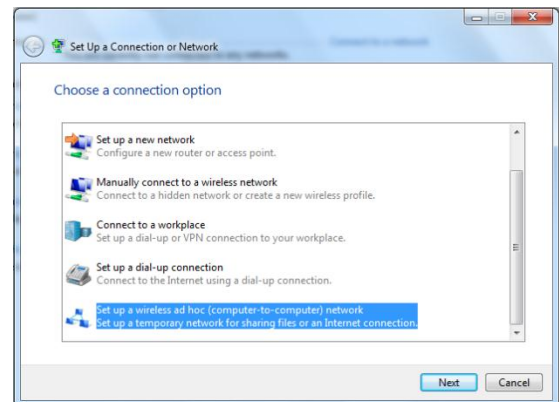 Set Up a Connection or Network
Choose a connection option
Set up a new network
Configure a new router or access point.
Manually connect to a wireless network
Connect to a hidden network or create a new wireless profile.
Connect to a workplace
Set up a dial-up or VPN connection to your workplace.
Set up a dial-up connection
Connect to the Internet using a dial-up connection.
Set up a wireless ad hoc (computer-to-computer) network
Set up a temporary network for sharing files or an Internet connection.
Next
Cancel